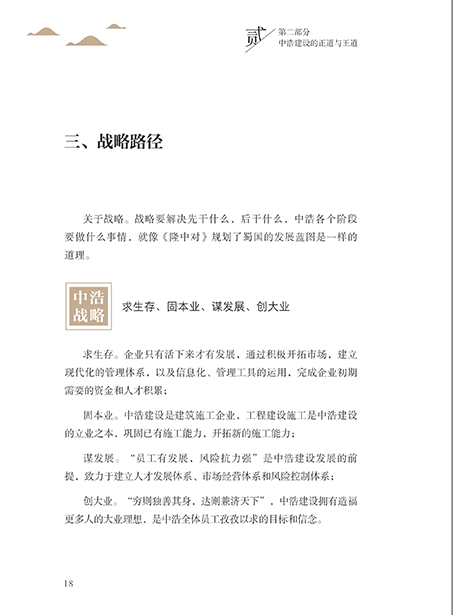 贰
第二部分
中浩建设的正道与王道
三、战略路径
关于战略。战略要解决先干什么，后干什么，中浩各个阶段
要做什么事情，就像《隆中对》规划了蜀国的发展蓝图是一样的
道理。
中浩
战略
求生存、固本业、谋发展、创大业
求生存。企业只有活下来才有发展，通过积极开拓市场，建立
现代化的管理体系，以及信息化、管理工具的运用，完成企业初期
需要的资金和人才积累；
固本业。中浩建设是建筑施工企业，工程建设施工是中浩建设
的立业之本，巩固已有施工能力，开拓新的施工能力；
谋发展。“员工有发展，风险抗力强”是中浩建设发展的前
提，致力于建立人才发展体系、市场经营体系和风险控制体系；
创大业。“穷则独善其身，达则兼济天下”，中浩建设拥有造福
更多人的大业理想，是中浩全体员工孜孜以求的目标和信念。
18